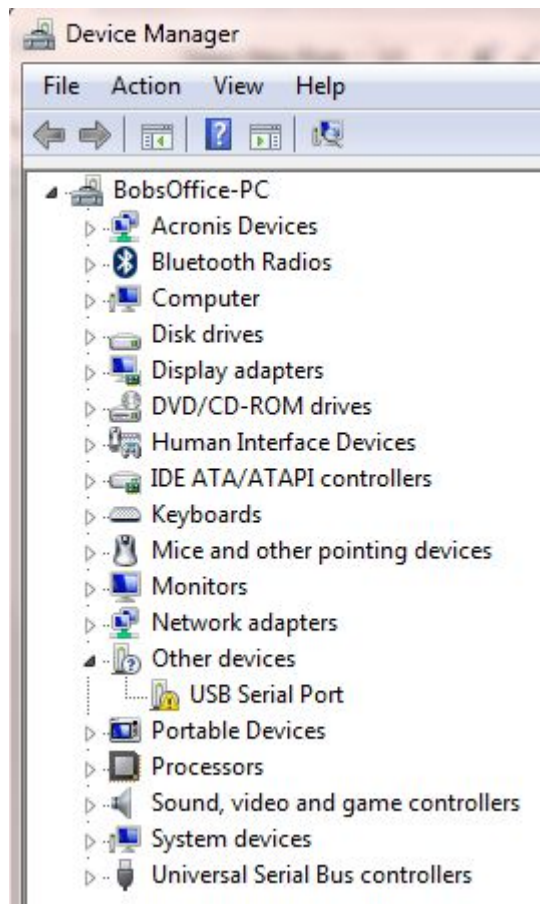 Device Manager
File Action View Help
BobsOffice-PC
Acronis Devices
Bluetooth Radios
Computer
Disk drives
Display adapters
DVD/CD-ROM drives
Human Interface Devices
IDE ATA/ATAPI controllers
Keyboards
Mice and other pointing devices
Monitors
Network adapters
Other devices
USB Serial Port
Portable Devices
Processors
Sound, video and game controllers
System devices
Universal Serial Bus controllers